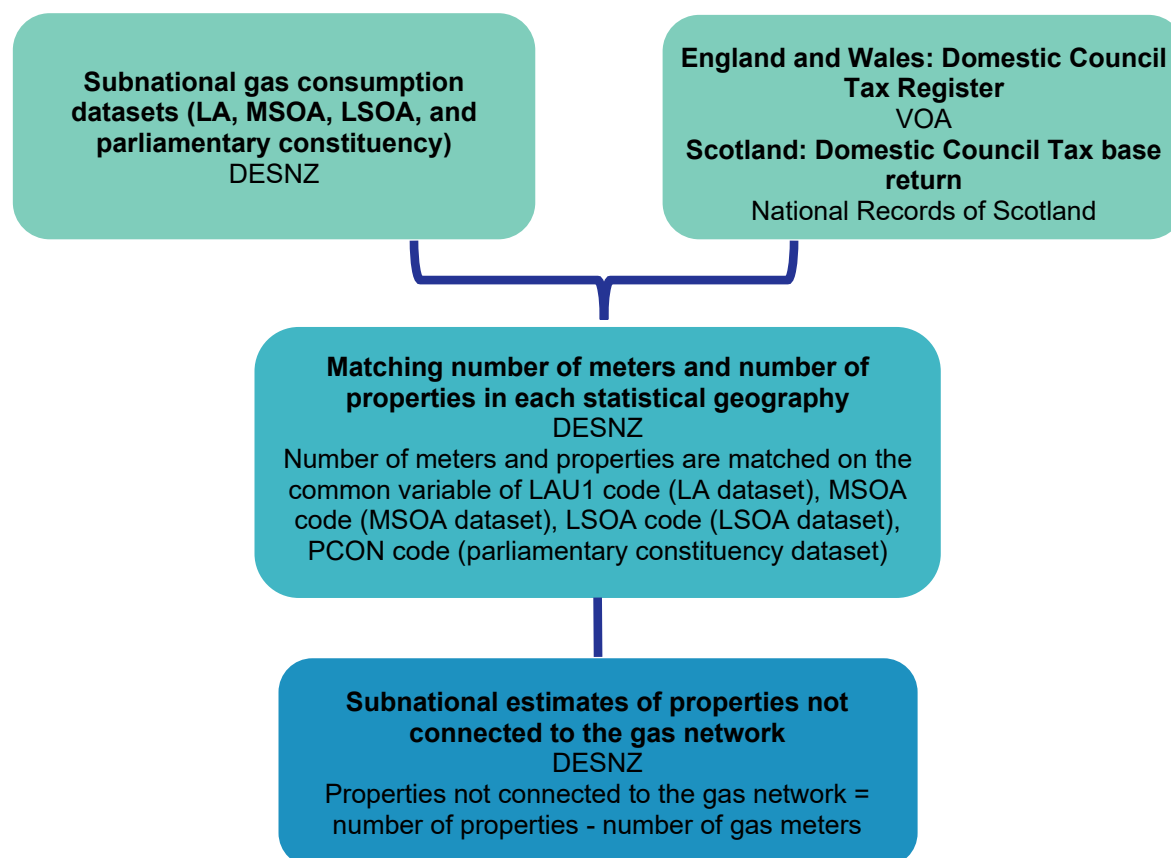 Subnational gas consumption
datasets (LA, MSOA, LSOA, and
parliamentary constituency)
DESNZ
England and Wales: Domestic Council
Tax Register
VOA
Scotland: Domestic Council Tax base
return
National Records of Scotland
Matching number of meters and number of
properties in each statistical geography
DESNZ
Number of meters and properties are matched on the
common variable of LAU1 code (LA dataset), MSOA
code (MSOA dataset), LSOA code (LSOA dataset),
PCON code (parliamentary constituency dataset)
Subnational estimates of properties not
connected to the gas network
DESNZ
Properties not connected to the gas network =
number of properties - number of gas meters